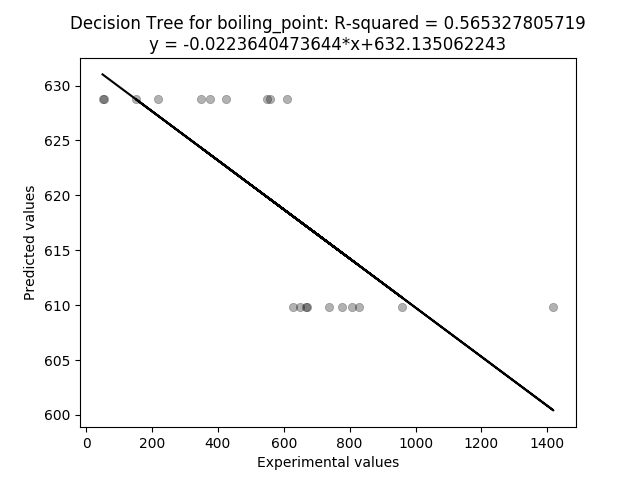 Decision Tree for boiling_point: R-squared = 0.565327805719
y = -0.0223640473644*x+632.135062243
630
625
620
615
610
605
600
Predicted values
0 200 400 600 800 1000 1200 1400
Experimental values